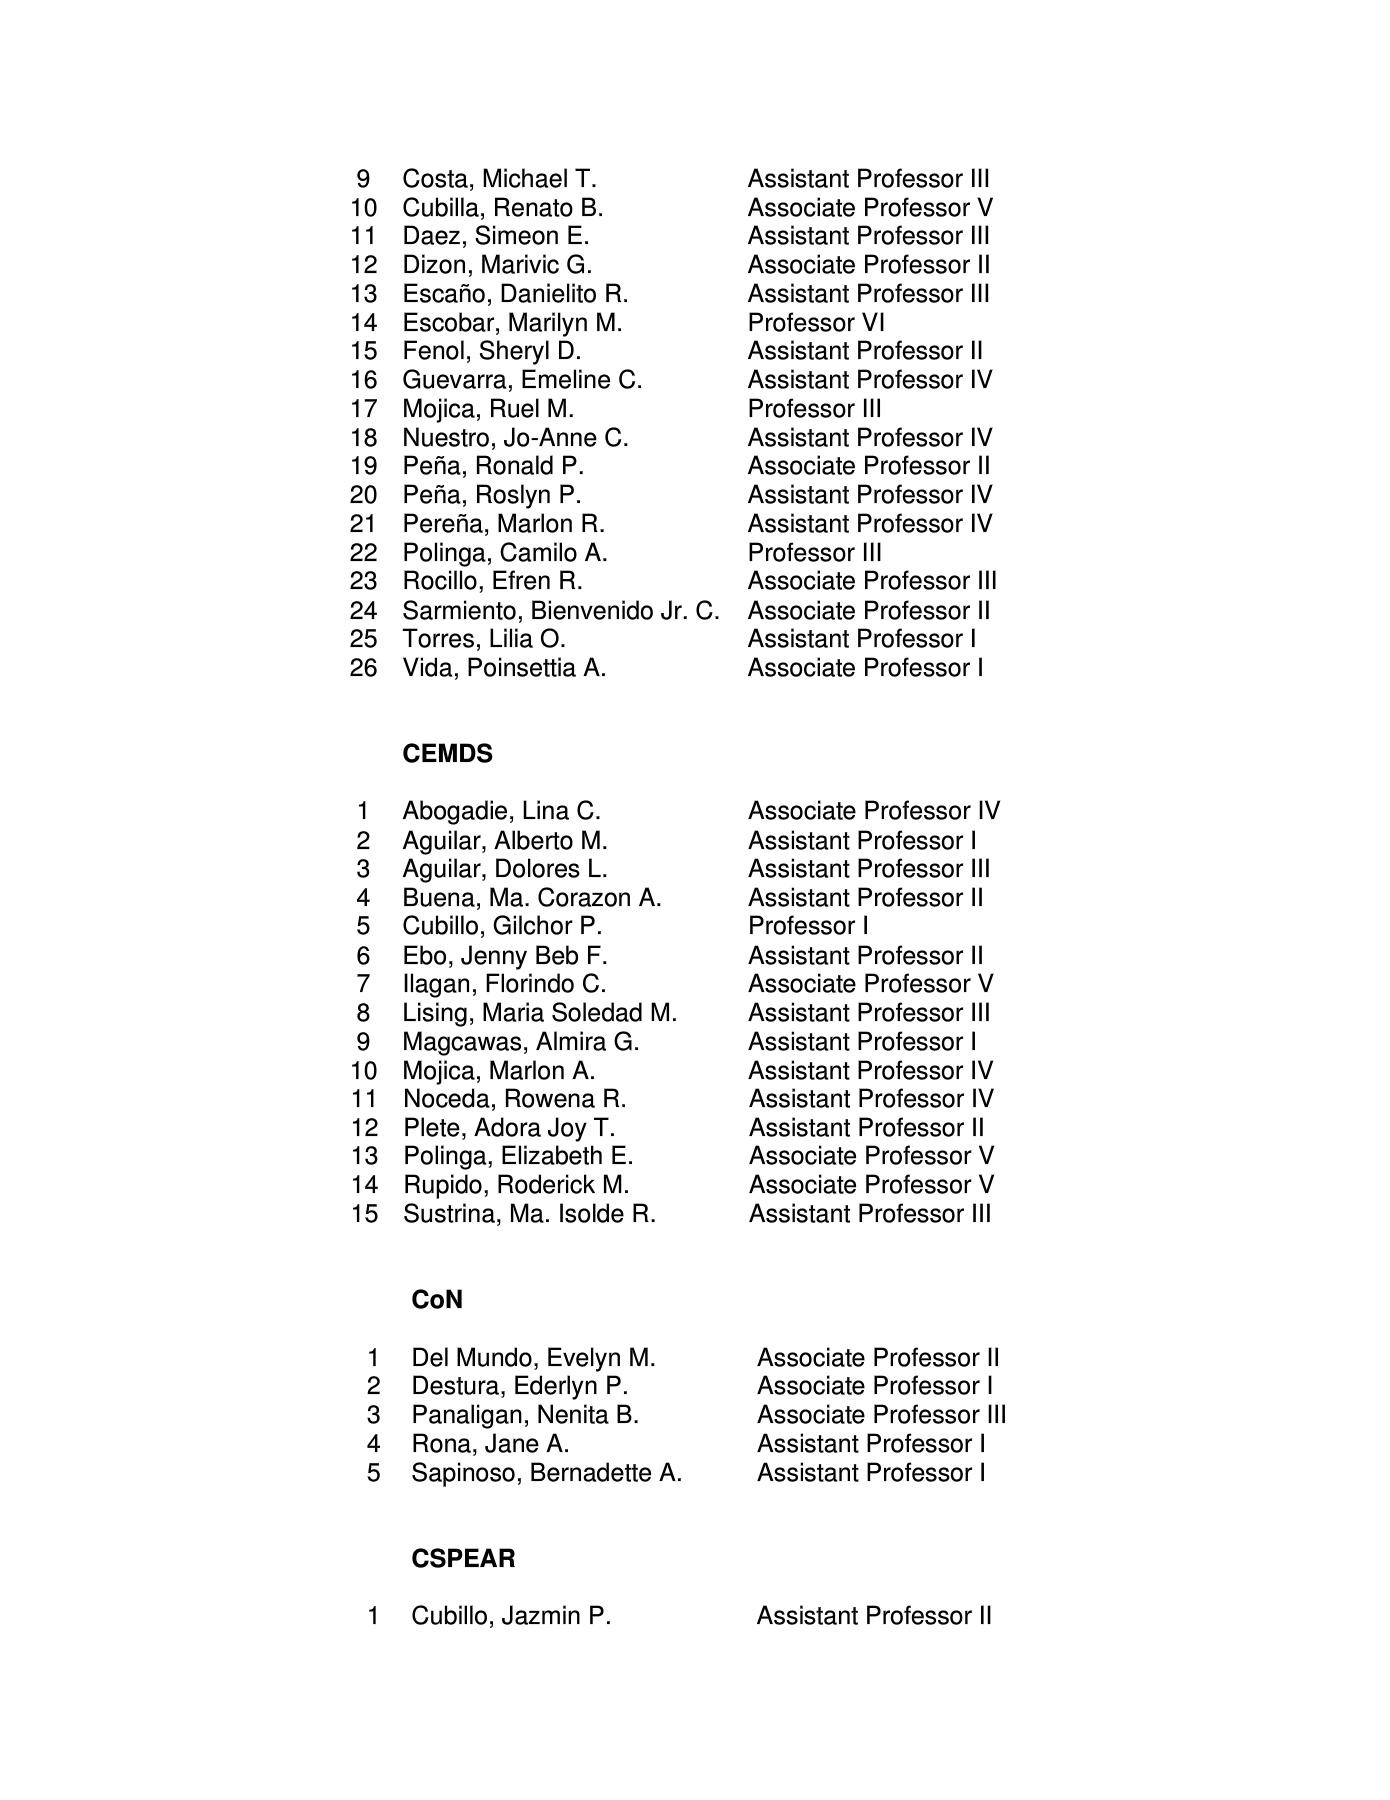 9 Costa, Michael T. Assistant Professor III
10 Cubilla, Renato B. Associate Professor V
11 Daez, Simeon E. Assistant Professor III
12 Dizon, Marivic G. Associate Professor II
13 Escaño, Danielito R. Assistant Professor III
14 Escobar, Marilyn M. Professor VI
15 Fenol, Sheryl D. Assistant Professor II
16 Guevarra, Emeline C. Assistant Professor IV
17 Mojica, Ruel M. Professor III
18 Nuestro, Jo-Anne C. Assistant Professor IV
19 Peña, Ronald P. Associate Professor II
20 Peña, Roslyn P. Assistant Professor IV
21 Pereña, Marlon R. Assistant Professor IV
22 Polinga, Camilo A. Professor III
23 Rocillo, Efren R. Associate Professor III
24 Sarmiento, Bienvenido Jr. C. Associate Professor II
25 Torres, Lilia O. Assistant Professor I
26 Vida, Poinsettia A. Associate Professor I
CEMDS
1 Abogadie, Lina C. Associate Professor IV
2 Aguilar, Alberto M. Assistant Professor I
3 Aguilar, Dolores L. Assistant Professor III
4 Buena, Ma. Corazon A. Assistant Professor II
5 Cubillo, Gilchor P. Professor I
6 Ebo, Jenny Beb F. Assistant Professor II
7 Ilagan, Florindo C. Associate Professor V
8 Lising, Maria Soledad M. Assistant Professor III
9 Magcawas, Almira G. Assistant Professor I
10 Mojica, Marlon A. Assistant Professor IV
11 Noceda, Rowena R. Assistant Professor IV
12 Plete, Adora Joy T. Assistant Professor II
13 Polinga, Elizabeth E. Associate Professor V
14 Rupido, Roderick M. Associate Professor V
15 Sustrina, Ma. Isolde R. Assistant Professor III
CoN
1 Del Mundo, Evelyn M. Associate Professor II
2 Destura, Ederlyn P. Associate Professor I
3 Panaligan, Nenita B. Associate Professor III
4 Rona, Jane A. Assistant Professor I
5 Sapinoso, Bernadette A. Assistant Professor I
CSPEAR
1 Cubillo, Jazmin P. Assistant Professor II